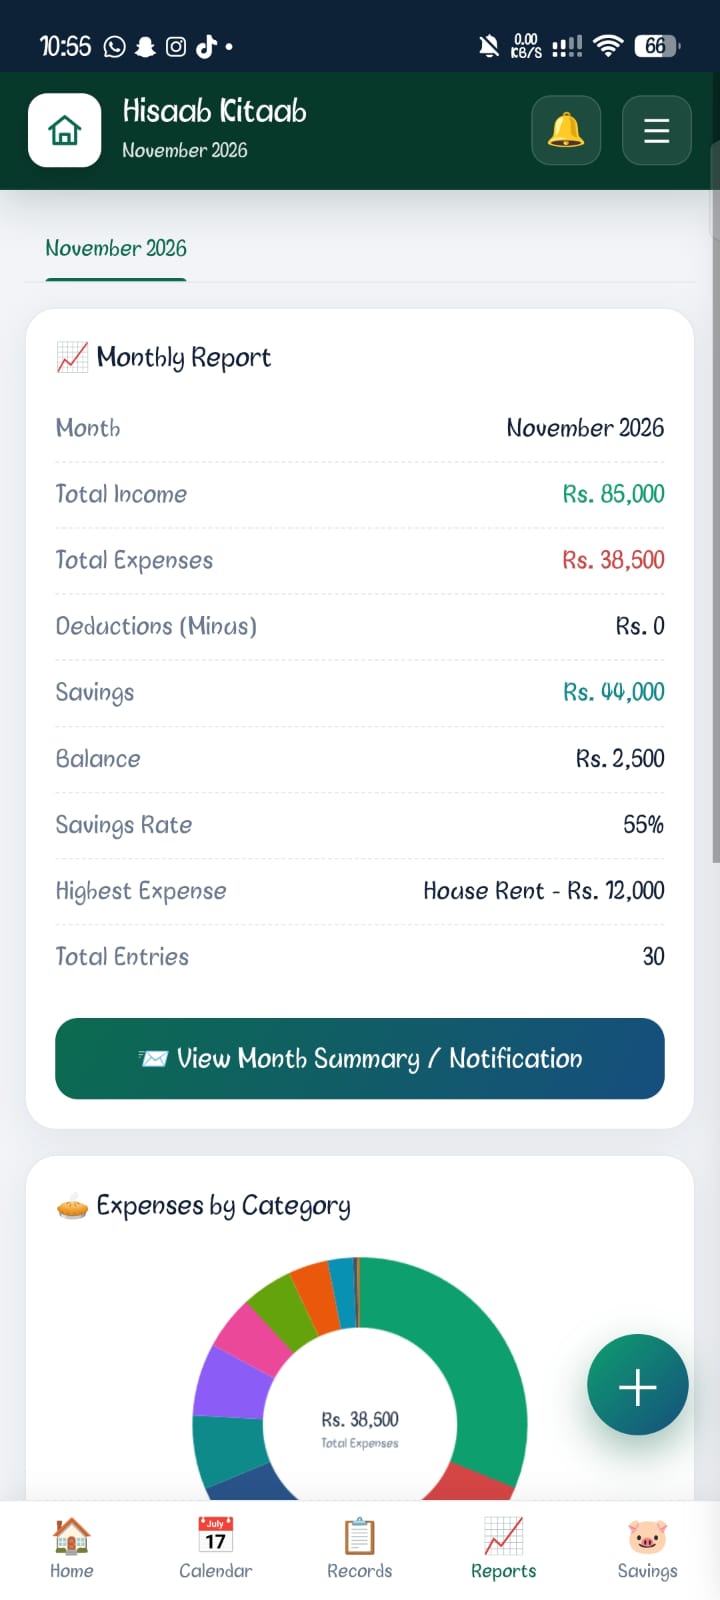 10:56
0.00
KB/S
66
Hisaab Kitaab
November 2026
November 2026
Monthly Report
Month November 2026
Total Income Rs. 85,000
Total Expenses Rs. 38,500
Deductions (Minus) Rs. 0
Savings Rs. 44,000
Balance Rs. 2,500
Savings Rate 55%
Highest Expense House Rent - Rs. 12,000
Total Entries 30
View Month Summary / Notification
Expenses by Category
Rs. 38,500
Total Expenses
July
17
Home Calendar Records Reports Savings